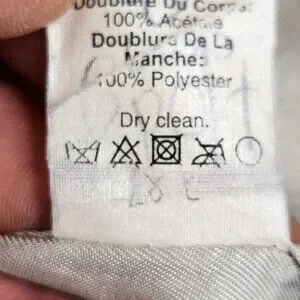 Doublure Du Corps:
100% Acétate
Doublure De La
Manche:
100% Polyester
Dry clean.